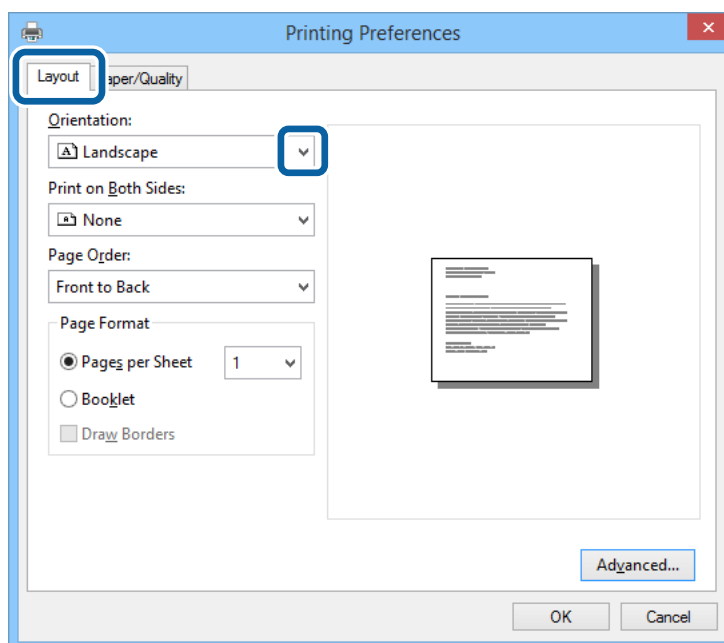 Printing Preferences
Layout
aper/Quality
Orientation:
A Landscape
Print on Both Sides:
None
Page Order:
Front to Back
Page Format
Pages per Sheet 1
Booklet
Draw Borders
Advanced...
OK Cancel